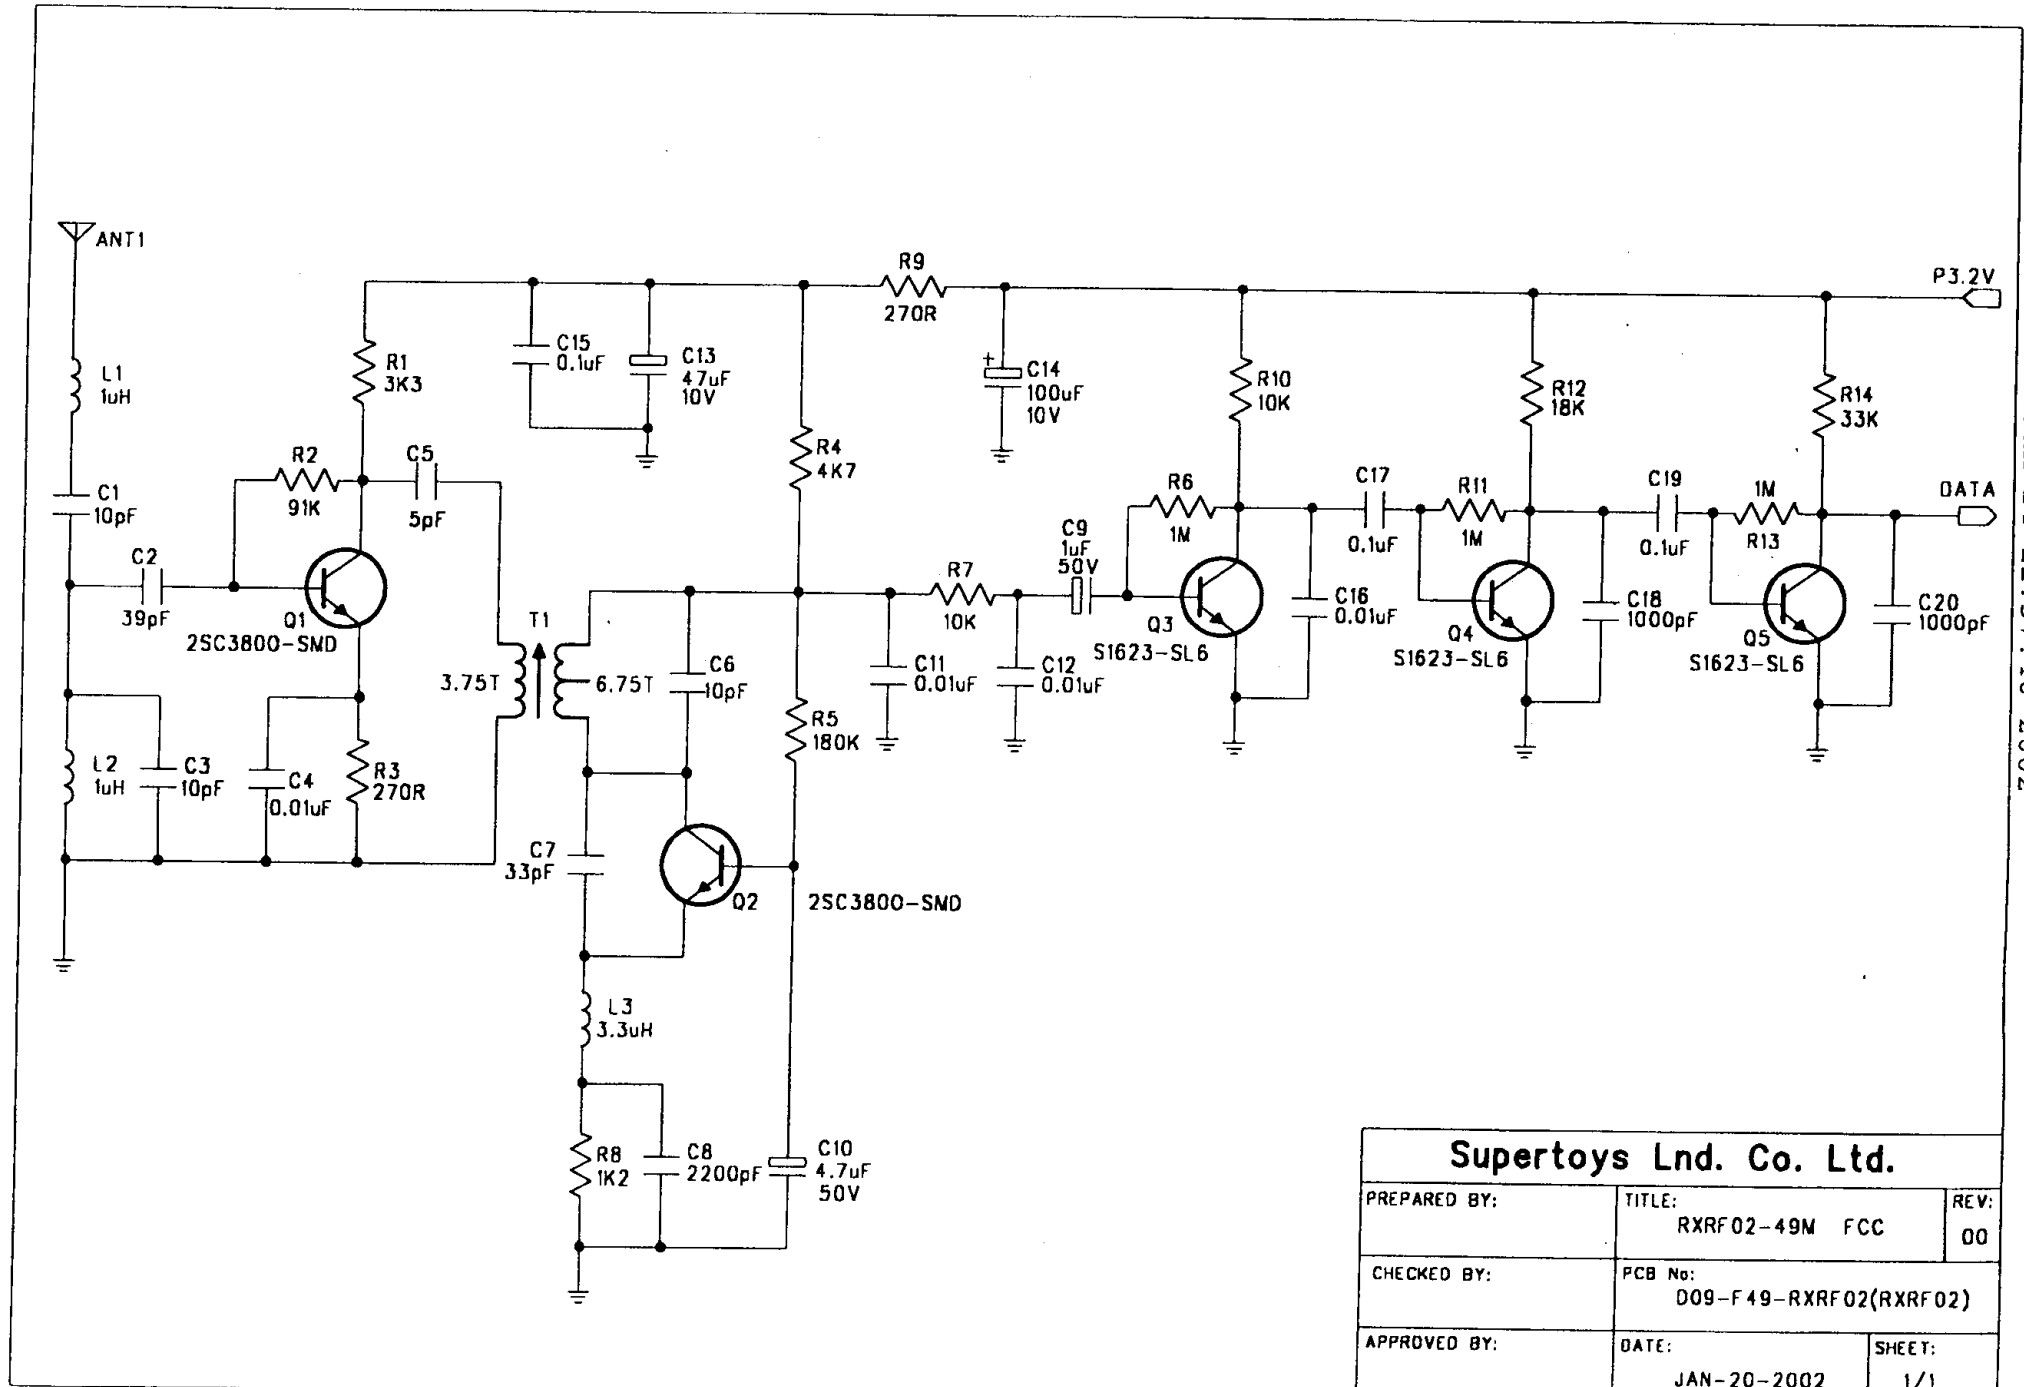 ANT1
L1
1uH
C1
10pF
C2
39pF
L2
1uH
C3
10pF
R1
3K3
R2
91K
C5
5pF
Q1
2SC3800-SMD
C4
0.01uF
R3
270R
C15
0.1uF
C13
47uF
10V
R9
270R
+
C14
100uF
10V
P3.2V
R4
4K7
T1
3.75T
6.75T
C6
10pF
R5
180K
C7
33pF
Q2
2SC3800-SMD
L3
3.3uH
R8
1K2
C8
2200pF
C10
4.7uF
50V
C11
0.01uF
R7
10K
C12
0.01uF
C9
1uF
50V
R6
1M
R10
10K
Q3
S1623-SL6
C16
0.01uF
C17
0.1uF
R11
1M
R12
18K
Q4
S1623-SL6
C18
1000pF
C19
0.1uF
1M
R13
R14
33K
DATA
Q5
S1623-SL6
C20
1000pF
Supertoys Lnd. Co. Ltd.
PREPARED BY:
TITLE:
RXRF02-49M FCC
REV:
00
CHECKED BY:
PCB No:
D09-F49-RXRF02(RXRF02)
APPROVED BY:
DATE:
JAN-20-2002
SHEET:
1/1